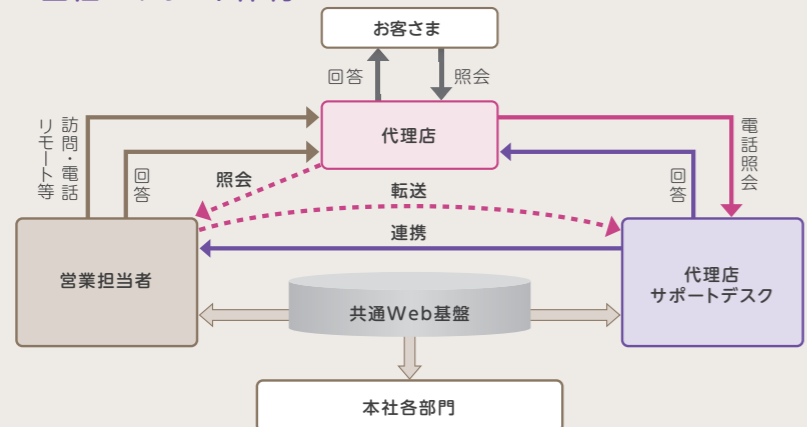 お客さま
回答
照会
代理店
訪問・電話
リモート等
回答
照会
転送
連携
回答
電話照会
営業担当者
代理店
サポートデスク
共通Web基盤
本社各部門